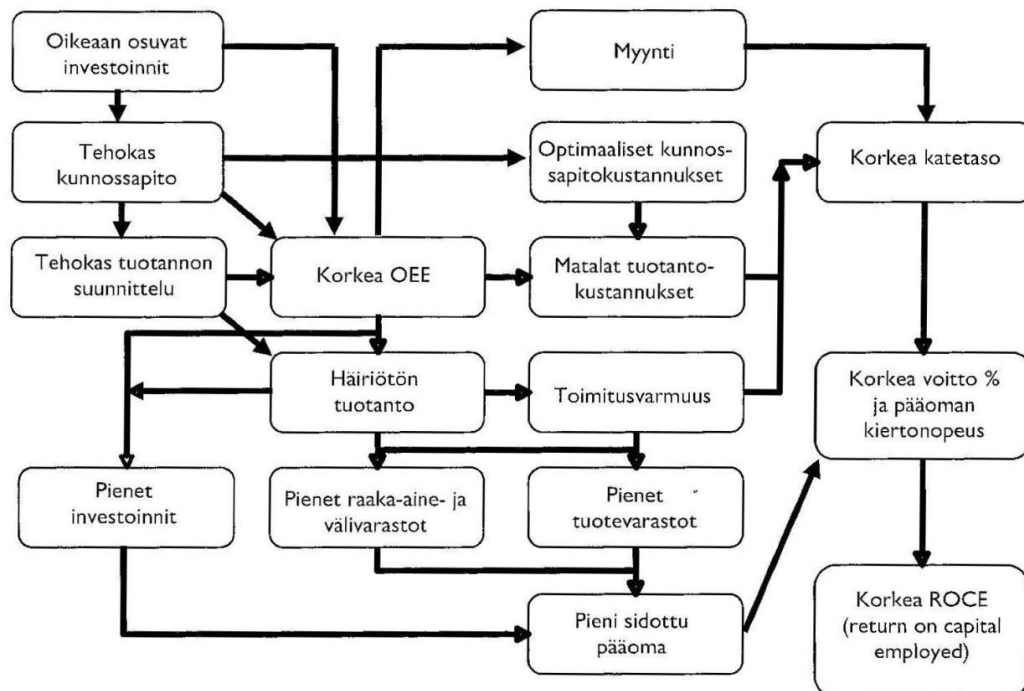 Oikeaan osuvat
investoinnit
Myynti
Tehokas
kunnossapito
Optimaaliset kunnos-
sapitokustannukset
Korkea katetaso
Tehokas tuotannon
suunnittelu
Korkea OEE
Matalat tuotanto-
kustannukset
Häiriötön
tuotanto
Toimitusvarmuus
Korkea voitto %
ja pääoman
kiertonopeus
Pienet
investoinnit
Pienet raaka-aine- ja
välivarastot
Pienet
tuotevarastot
Pieni sidottu
pääoma
Korkea ROCE
(return on capital
employed)